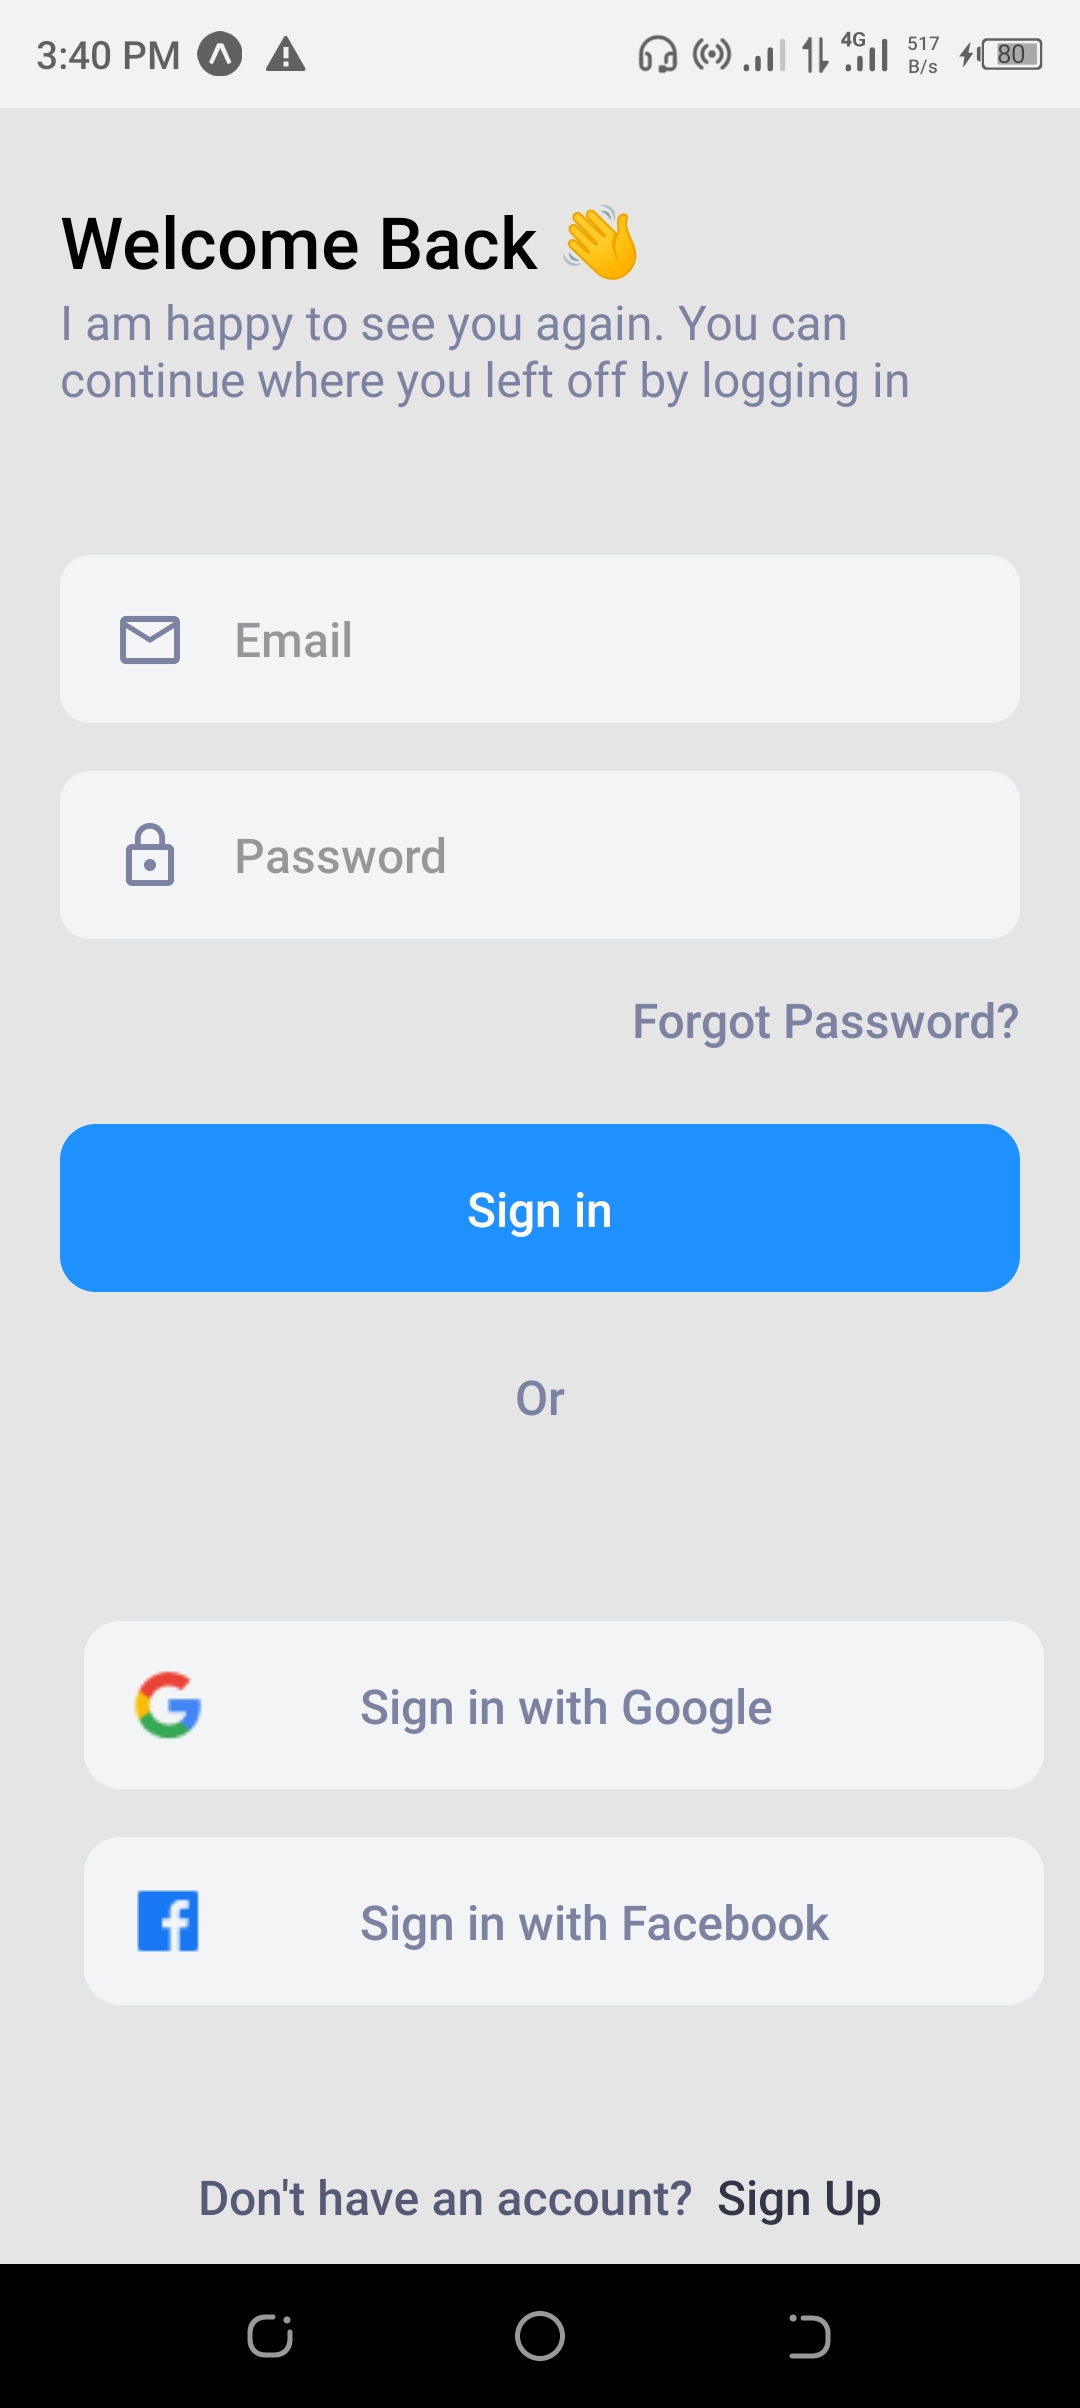 3:40 PM 4G 517 B/s 80
Welcome Back 👋
I am happy to see you again. You can
continue where you left off by logging in
Email
Password
Forgot Password?
Sign in
Or
Sign in with Google
Sign in with Facebook
Don't have an account? Sign Up